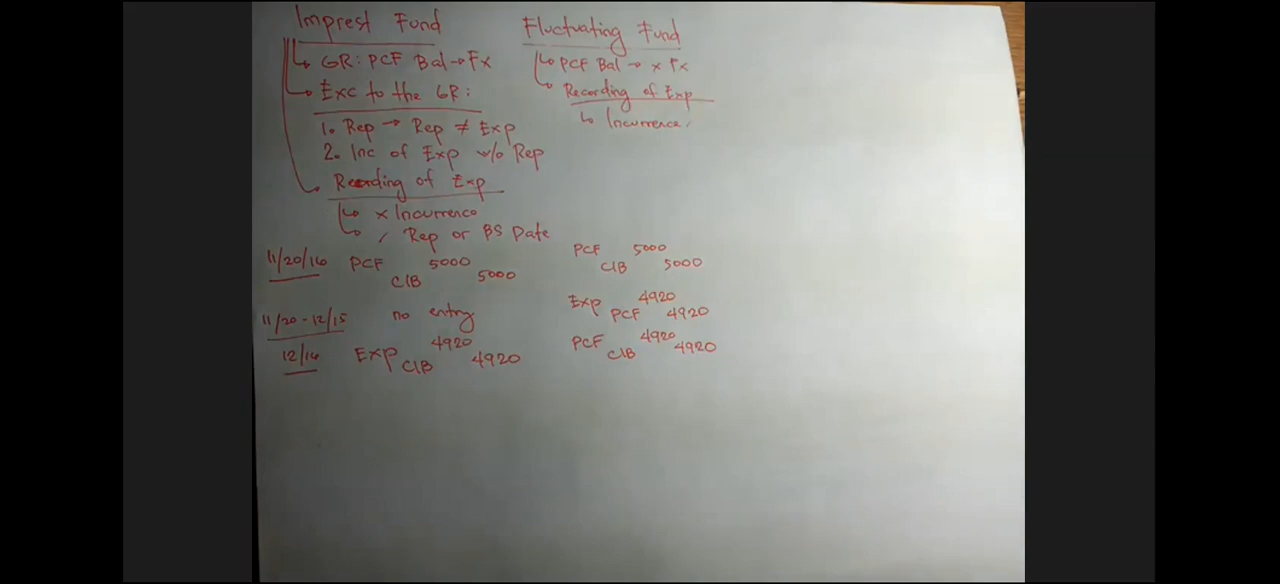 Imprest Fund
GR: PCF Bal → Fx
Exc to the GR:
1. Rep → Rep ≠ Exp
2. Inc of Exp w/o Rep
Recording of Exp
x Incurrence
/ Rep or BS Date
Fluctuating Fund
PCF Bal → x Fx
Recording of Exp
Incurrence /
11/20/16 PCF 5000
CIB 5000
PCF 5000
CIB 5000
11/20 - 12/15 no entry
Exp 4920
PCF 4920
12/16 Exp 4920
CIB 4920
PCF 4920
CIB 4920